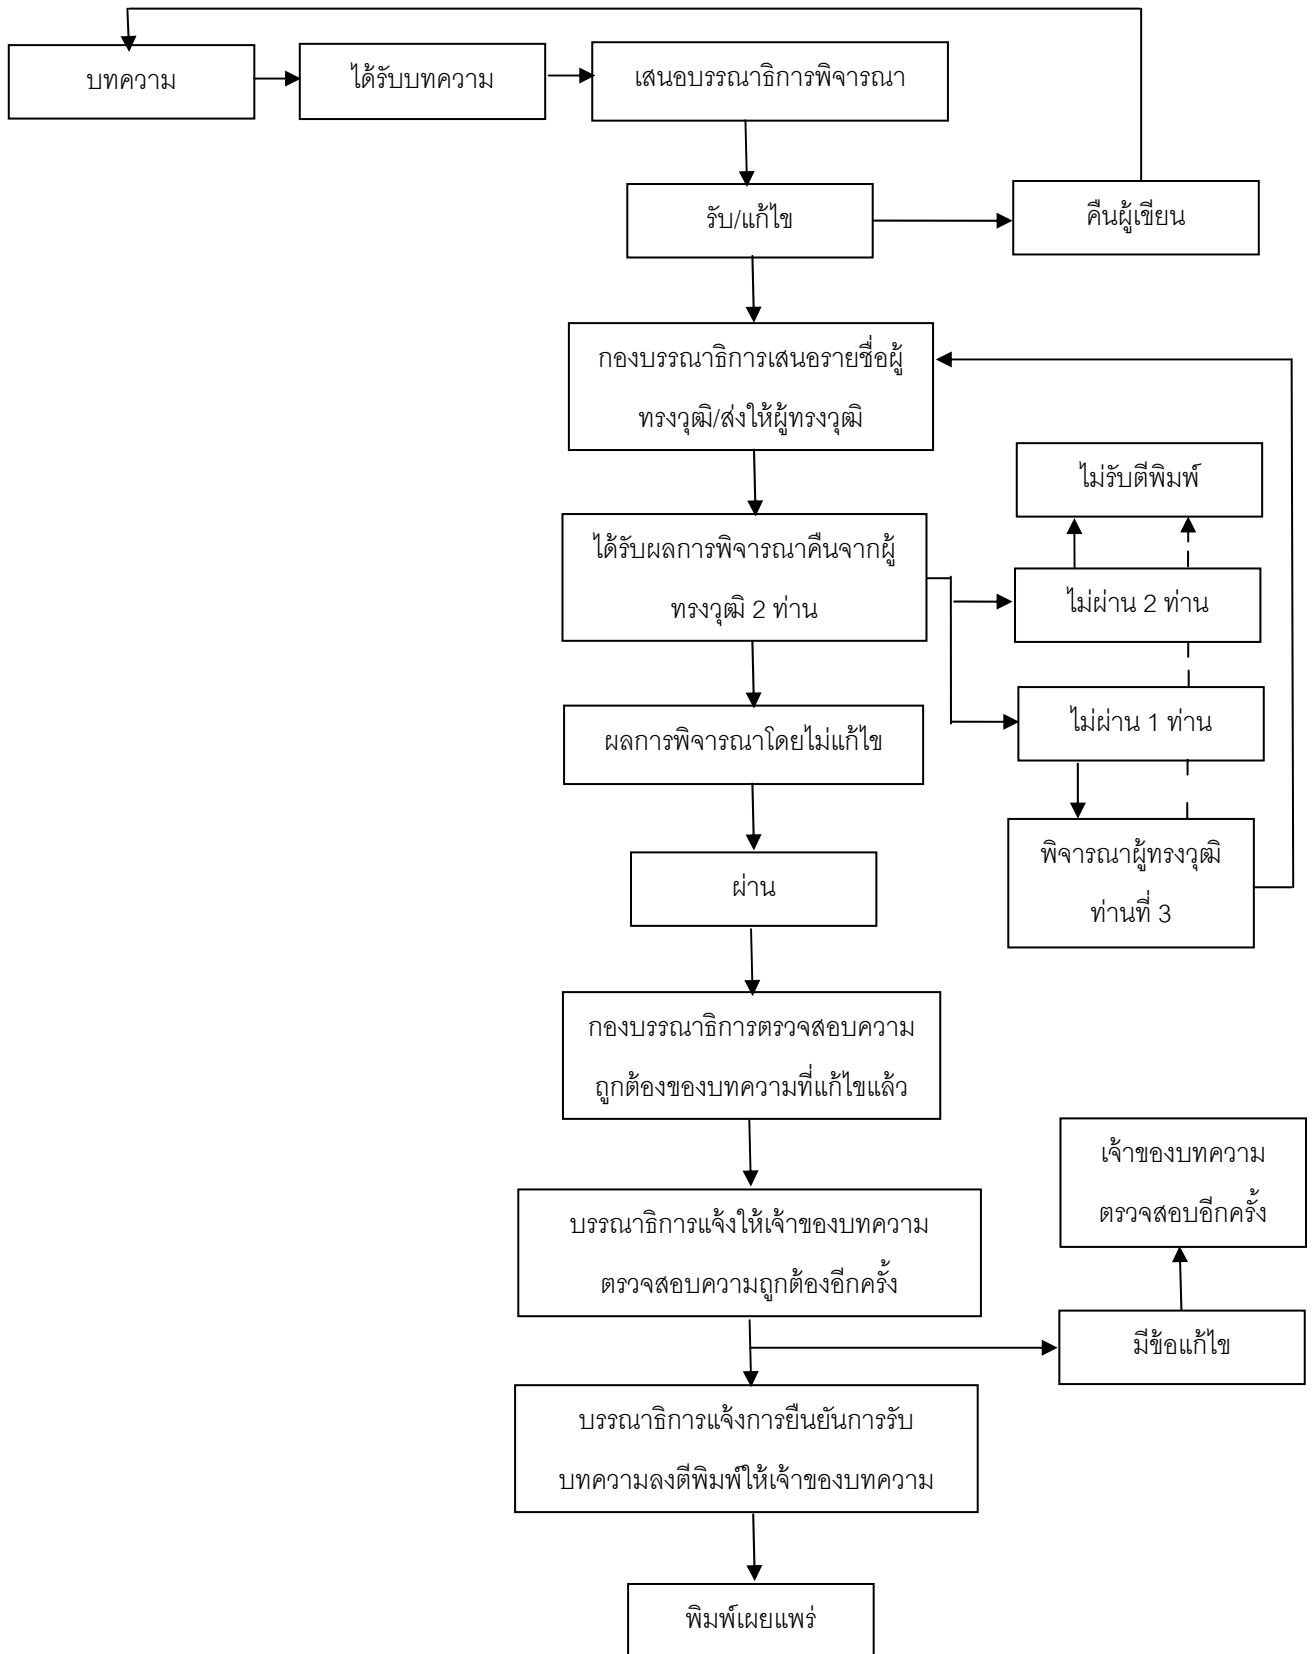 บทความ
ได้รับบทความ
เสนอบรรณาธิการพิจารณา
รับ/แก้ไข
คืนผู้เขียน
กองบรรณาธิการเสนอรายชื่อผู้
ทรงวุฒิ/ส่งให้ผู้ทรงวุฒิ
ไม่รับตีพิมพ์
ได้รับผลการพิจารณาคืนจากผู้
ทรงวุฒิ 2 ท่าน
ไม่ผ่าน 2 ท่าน
ผลการพิจารณาโดยไม่แก้ไข
ไม่ผ่าน 1 ท่าน
พิจารณาผู้ทรงวุฒิ
ท่านที่ 3
ผ่าน
กองบรรณาธิการตรวจสอบความ
ถูกต้องของบทความที่แก้ไขแล้ว
เจ้าของบทความ
ตรวจสอบอีกครั้ง
บรรณาธิการแจ้งให้เจ้าของบทความ
ตรวจสอบความถูกต้องอีกครั้ง
มีข้อแก้ไข
บรรณาธิการแจ้งการยืนยันการรับ
บทความลงตีพิมพ์ให้เจ้าของบทความ
พิมพ์เผยแพร่